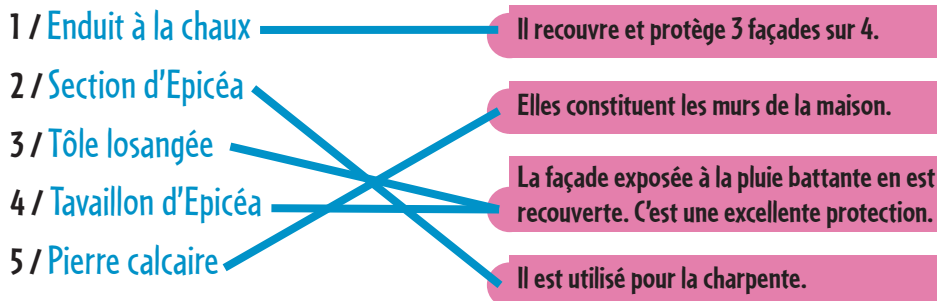 1 / Enduit à la chaux
2 / Section d'Epicéa
3 / Tôle losangée
4 / Tavaillon d'Epicéa
5 / Pierre calcaire
Il recouvre et protège 3 façades sur 4.
Elles constituent les murs de la maison.
La façade exposée à la pluie battante en est
recouverte. C'est une excellente protection.
Il est utilisé pour la charpente.